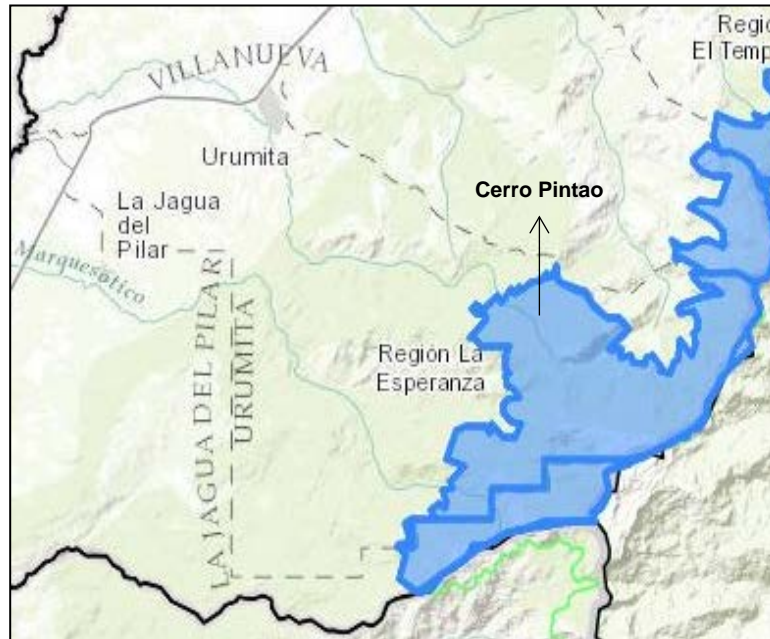 Regió
El Temp
VILLANUEVA
Urumita
Cerro Pintao
La Jagua
del
Pilar
Marquesotico
LA JAGUA DEL PILAR
URUMITA
Región La
Esperanza